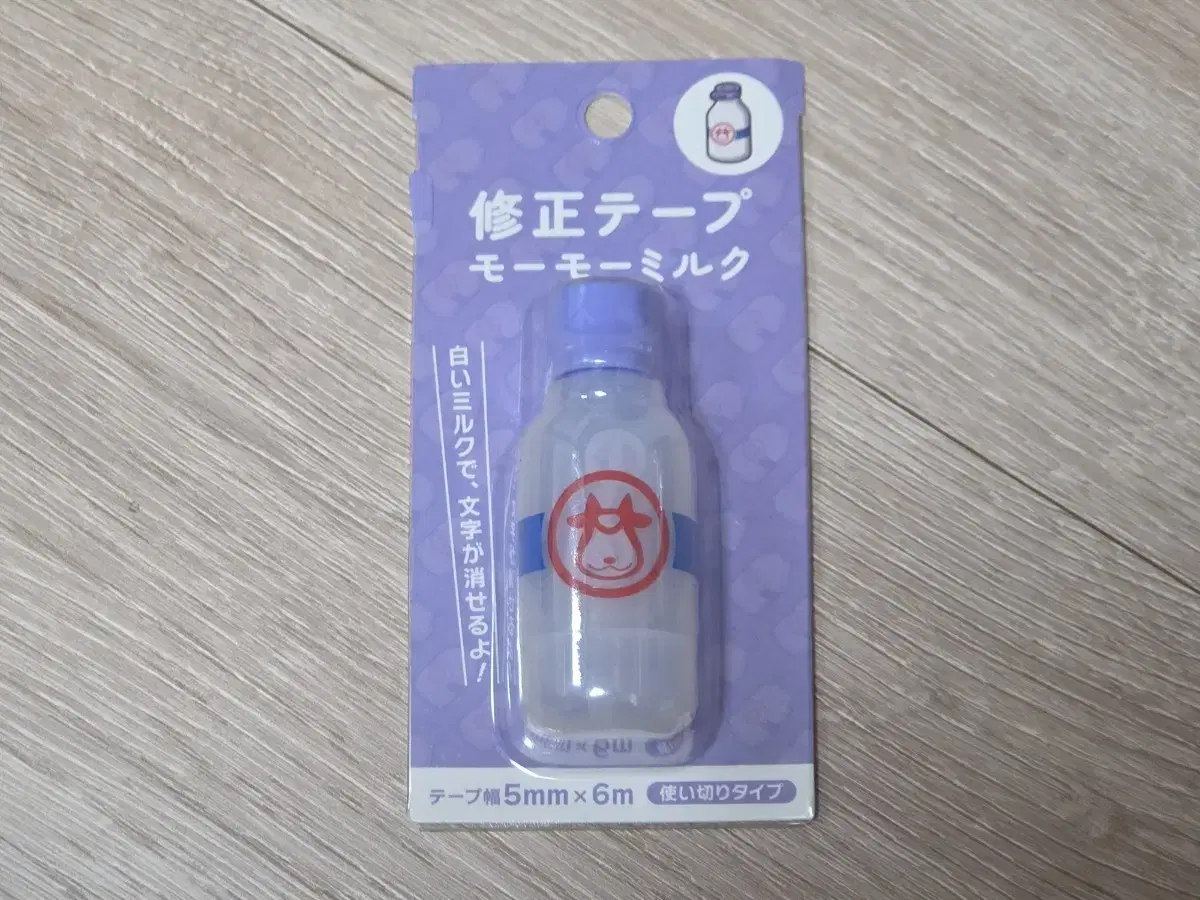 修正テープ
モーモーミルク
白いミルクで、文字が消せるよ!
テープ幅5mm×6m
使い切りタイプ